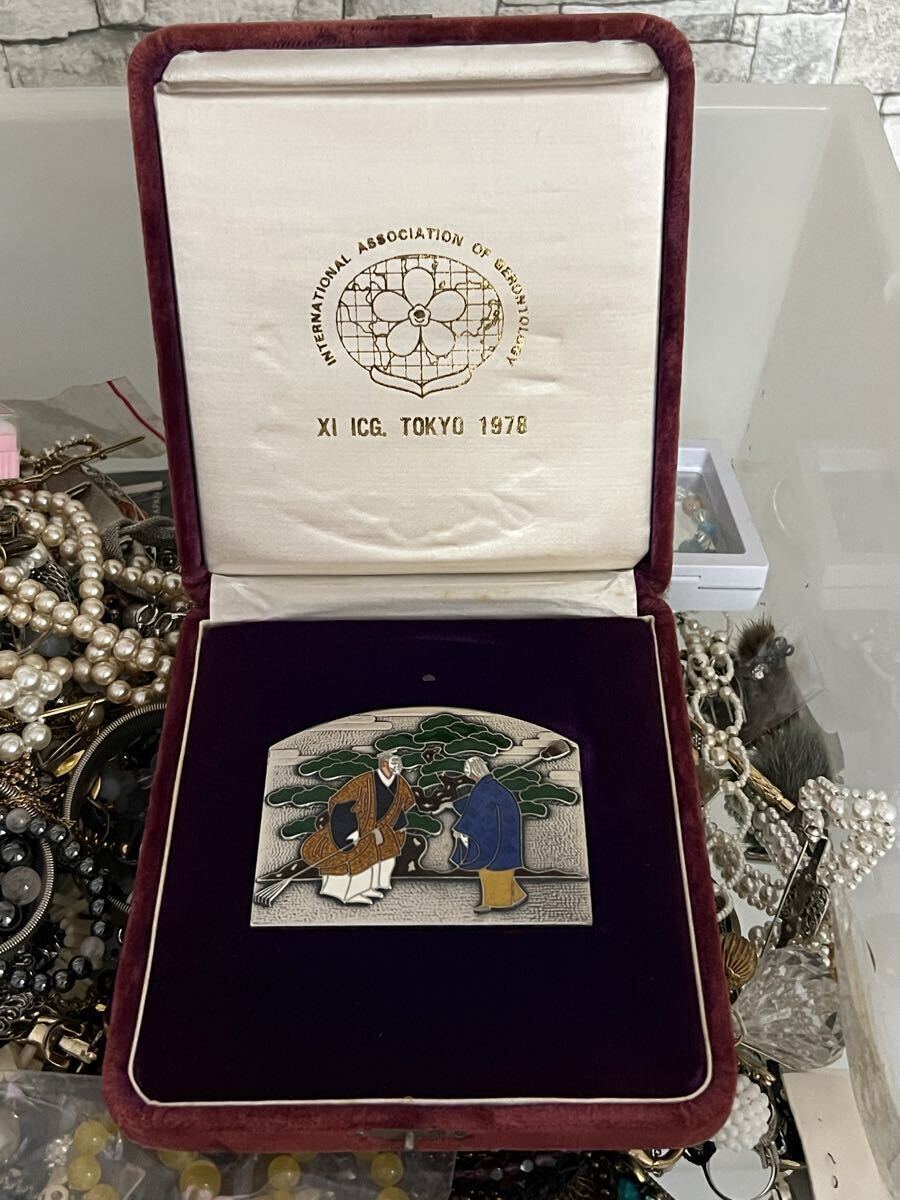 INTERNATIONAL ASSOCIATION OF GERONTOLOGY
XI ICG. TOKYO 1978